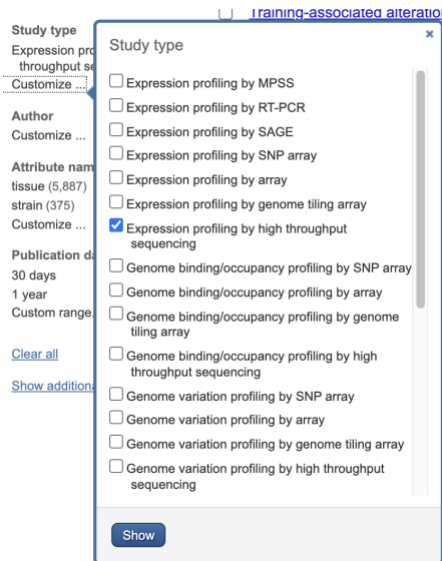 Training-associated alteratio
Study type
Expression pro
throughput se
Customize ...
Author
Customize ...
Attribute nam
tissue (5,887)
strain (375)
Customize ...
Publication da
30 days
1 year
Custom range.
Clear all
Show additiona
×
Study type
Expression profiling by MPSS
Expression profiling by RT-PCR
Expression profiling by SAGE
Expression profiling by SNP array
Expression profiling by array
Expression profiling by genome tiling array
Expression profiling by high throughput
sequencing
Genome binding/occupancy profiling by SNP array
Genome binding/occupancy profiling by array
Genome binding/occupancy profiling by genome
tiling array
Genome binding/occupancy profiling by high
throughput sequencing
Genome variation profiling by SNP array
Genome variation profiling by array
Genome variation profiling by genome tiling array
Genome variation profiling by high throughput
sequencing
Show